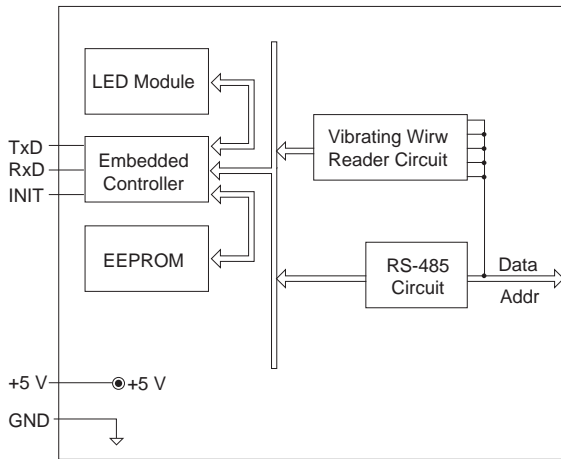 LED Module
TxD
RxD
INIT
Embedded
Controller
Vibrating Wirw
Reader Circuit
EEPROM
RS-485
Circuit
Data
Addr
+5 V
+5 V
GND